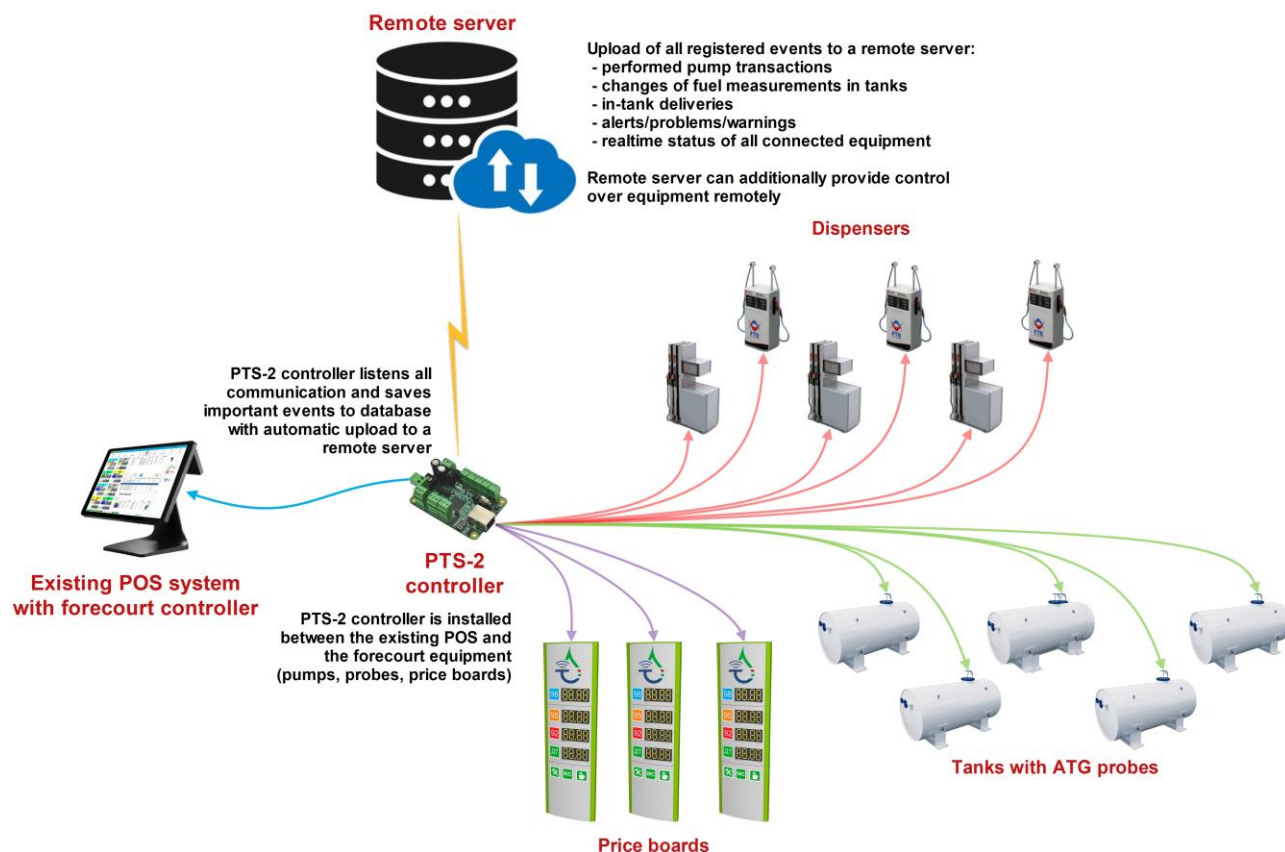 Remote server
Upload of all registered events to a remote server:
- performed pump transactions
- changes of fuel measurements in tanks
- in-tank deliveries
- alerts/problems/warnings
- realtime status of all connected equipment
Remote server can additionally provide control
over equipment remotely
Dispensers
PTS-2 controller listens all
communication and saves
important events to database
with automatic upload to a
remote server
Existing POS system
with forecourt controller
PTS-2
controller
PTS-2 controller is installed
between the existing POS and
the forecourt equipment
(pumps, probes, price boards)
Tanks with ATG probes
Price boards